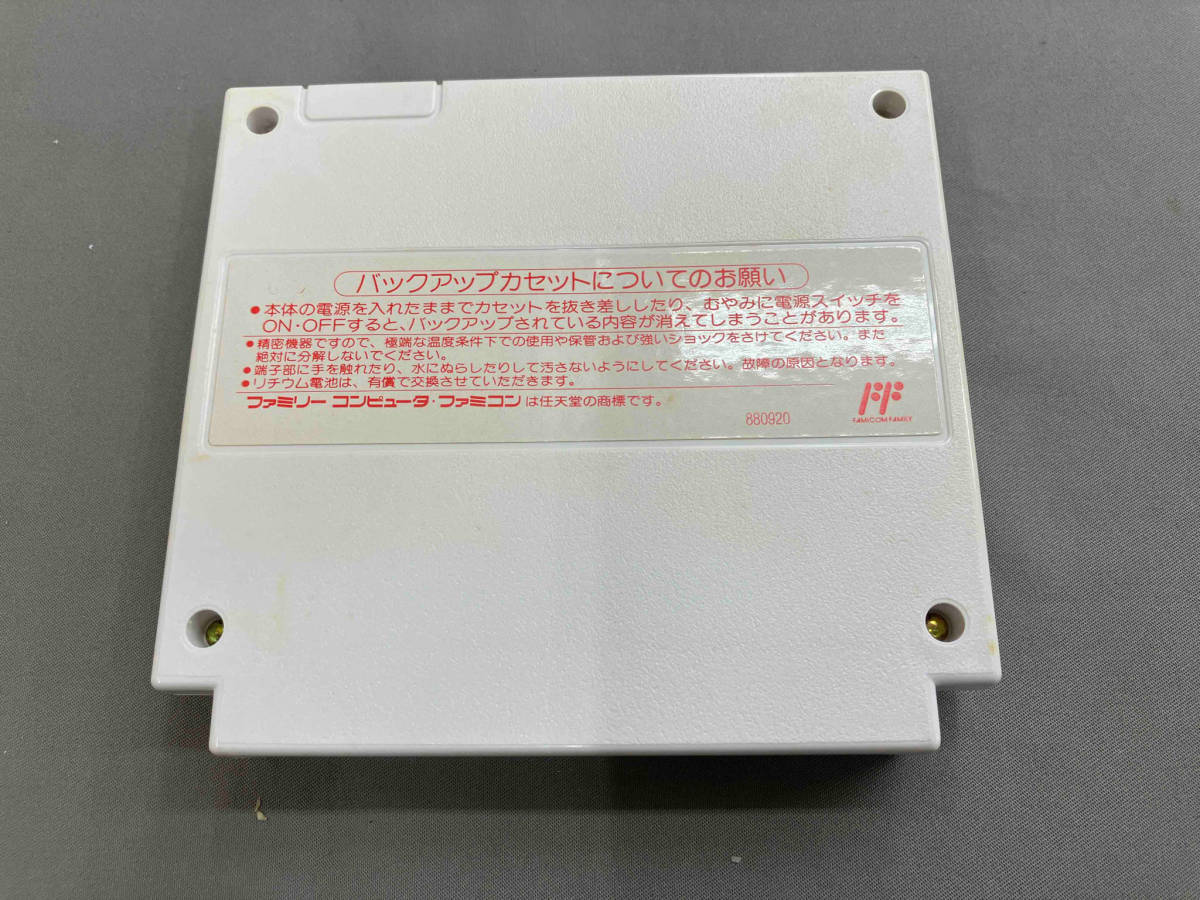 バックアップカセットについてのお願い
●本体の電源を入れたままでカセットを抜き差ししたり、むやみに電源スイッチを
ON・OFFすると、バックアップされている内容が消えてしまうことがあります。
●精密機器ですので、極端な温度条件下での使用や保管および強いショックをさけてください。また
絶対に分解しないでください。
●端子部に手を触れたり、水にぬらしたりして汚さないようにしてください。故障の原因となります。
●リチウム電池は、有償で交換させていただきます。
ファミリー コンピュータ・ファミコンは任天堂の商標です。
880920
FAMICOM FAMILY